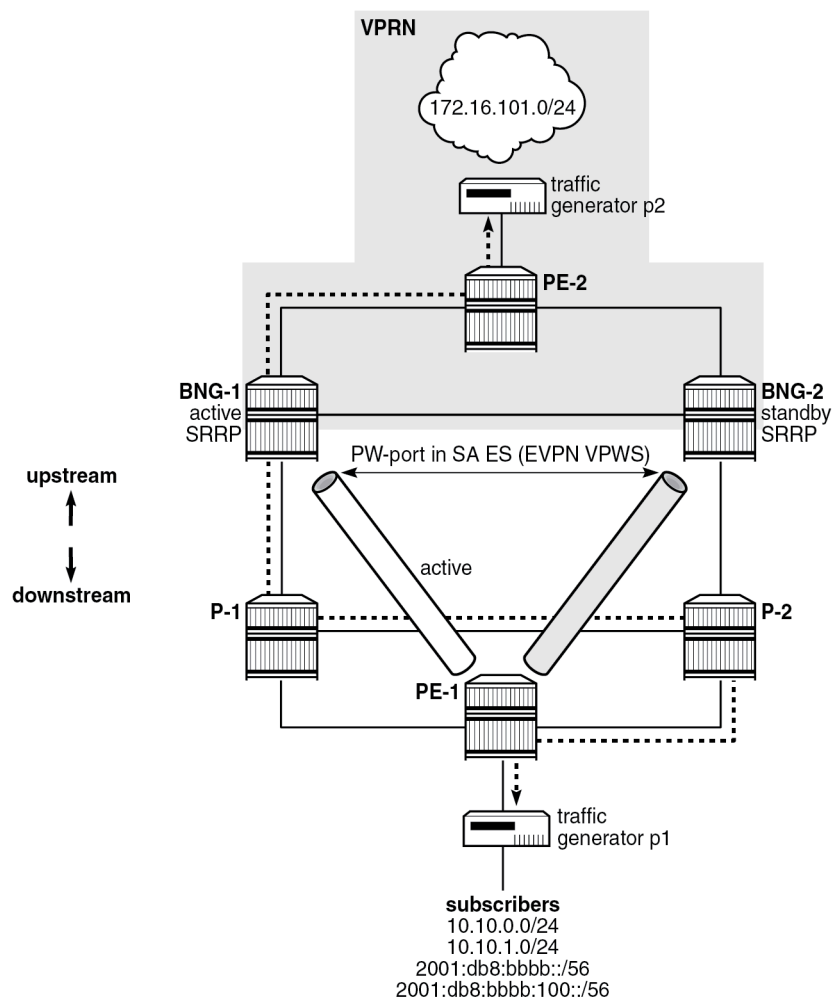 VPRN
172.16.101.0/24
traffic
generator p2
PE-2
BNG-1
active
SRRP
BNG-2
standby
SRRP
PW-port in SA ES (EVPN VPWS)
upstream
downstream
active
P-1
P-2
PE-1
traffic
generator p1
subscribers
10.10.0.0/24
10.10.1.0/24
2001:db8:bbbb::/56
2001:db8:bbbb:100::/56